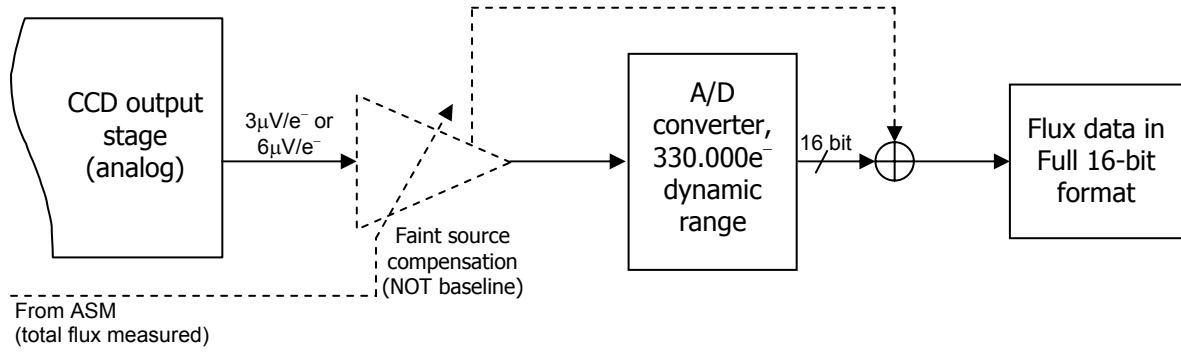 CCD output
stage
(analog)
3μV/e⁻ or
6μV/e⁻
Faint source
compensation
(NOT baseline)
From ASM
(total flux measured)
A/D
converter,
330.000e⁻
dynamic
range
16 bit
Flux data in
Full 16-bit
format